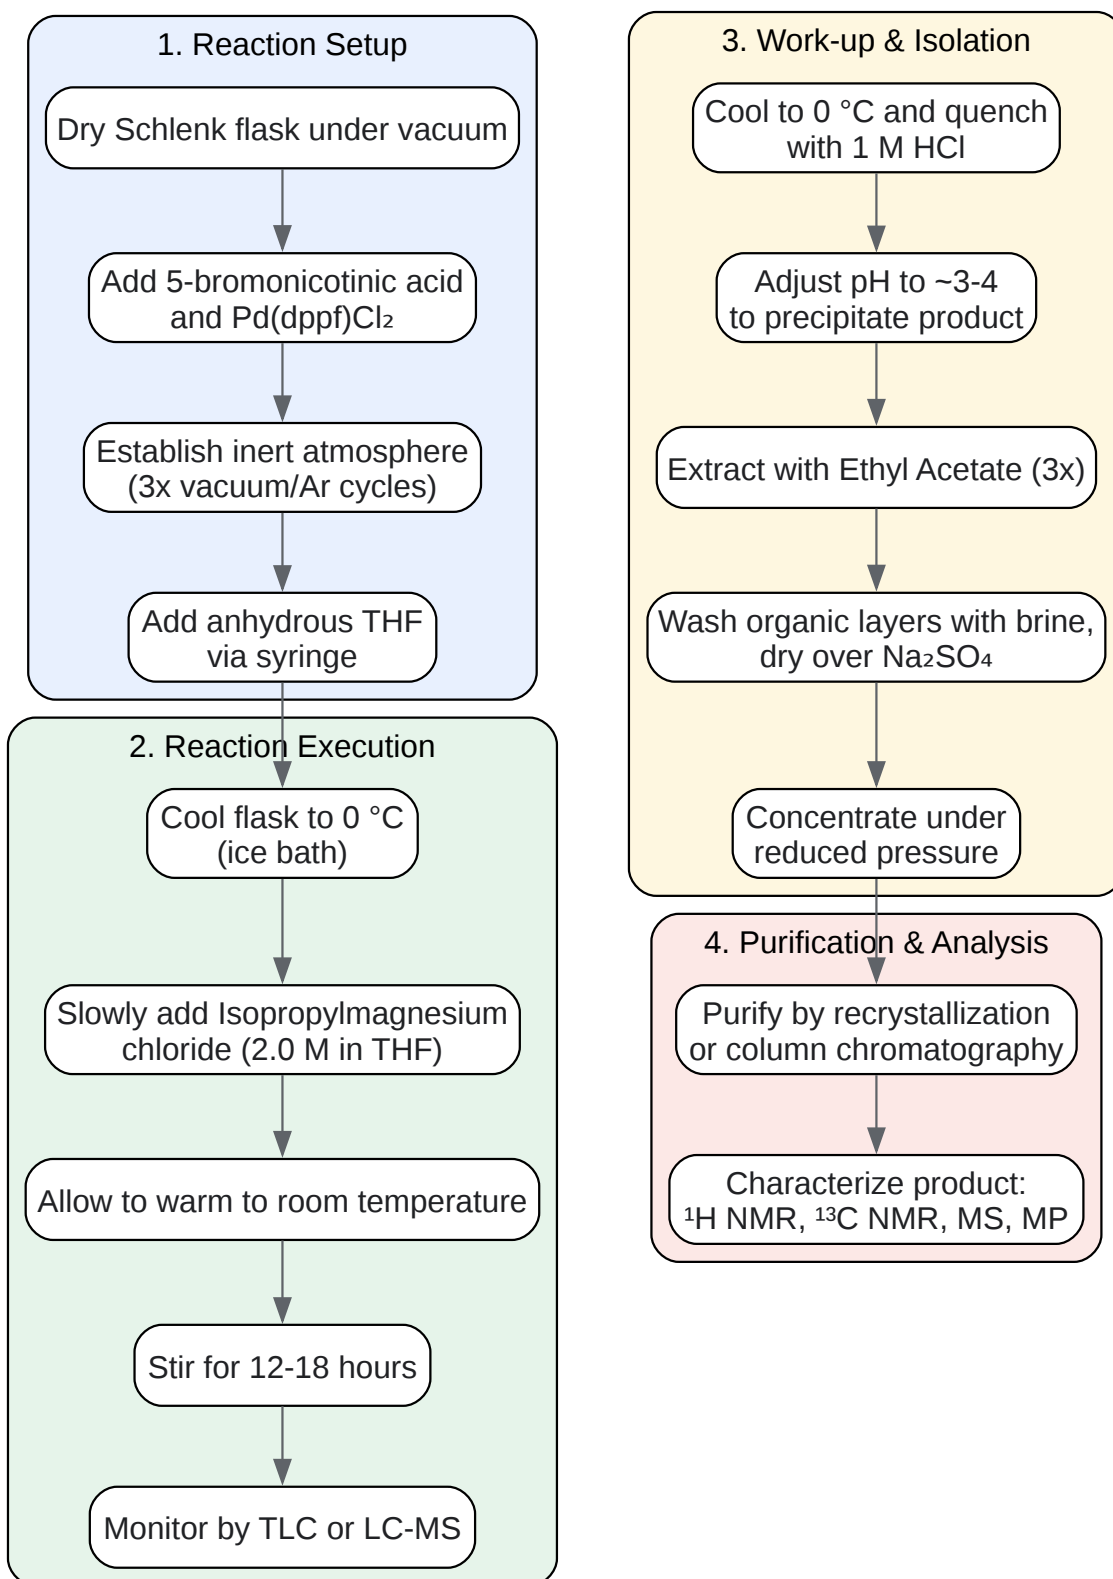 1. Reaction Setup
Dry Schlenk flask under vacuum
Add 5-bromonicotinic acid
and Pd(dppf)Cl₂
Establish inert atmosphere
(3x vacuum/Ar cycles)
Add anhydrous THF
via syringe
2. Reaction Execution
Cool flask to 0 °C
(ice bath)
Slowly add Isopropylmagnesium
chloride (2.0 M in THF)
Allow to warm to room temperature
Stir for 12-18 hours
Monitor by TLC or LC-MS
3. Work-up & Isolation
Cool to 0 °C and quench
with 1 M HCl
Adjust pH to ~3-4
to precipitate product
Extract with Ethyl Acetate (3x)
Wash organic layers with brine,
dry over Na₂SO₄
Concentrate under
reduced pressure
4. Purification & Analysis
Purify by recrystallization
or column chromatography
Characterize product:
¹H NMR, ¹³C NMR, MS, MP